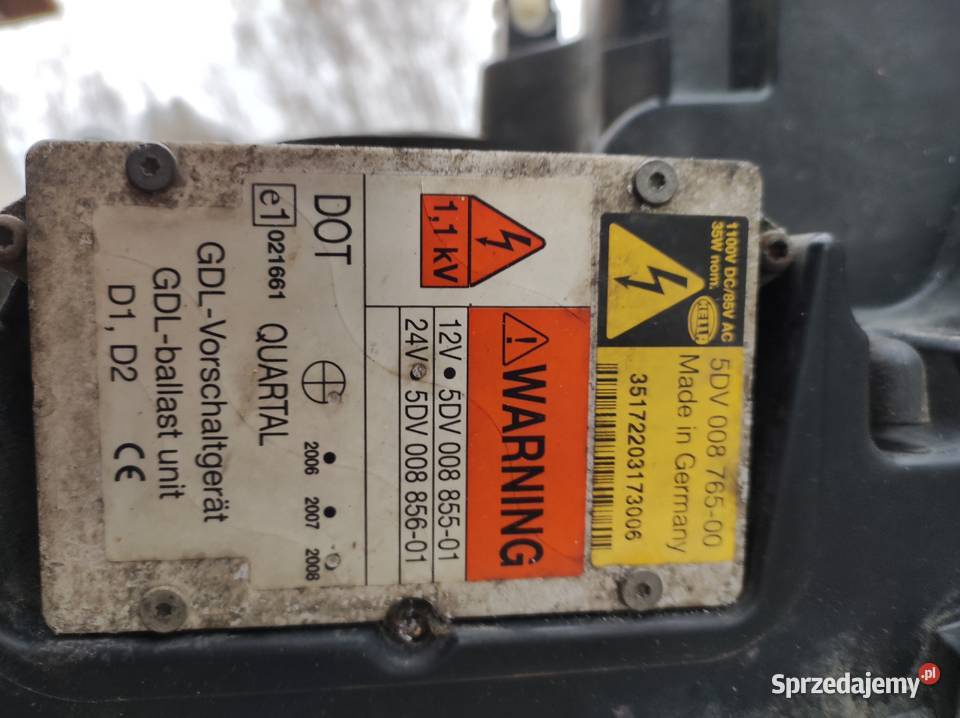 1100V DC/85V AC
35W nom.
HELLA
5DV 008 765-00
Made in Germany
35172203173006
1,1 kV
WARNING
12V • 5DV 008 855-01
24V 5DV 008 856-01
DOT
e1 021661
QUARTAL
2006 2007 2008
GDL-Vorschaltgerät
GDL-ballast unit
D1, D2
CE
Sprzedajemy.pl